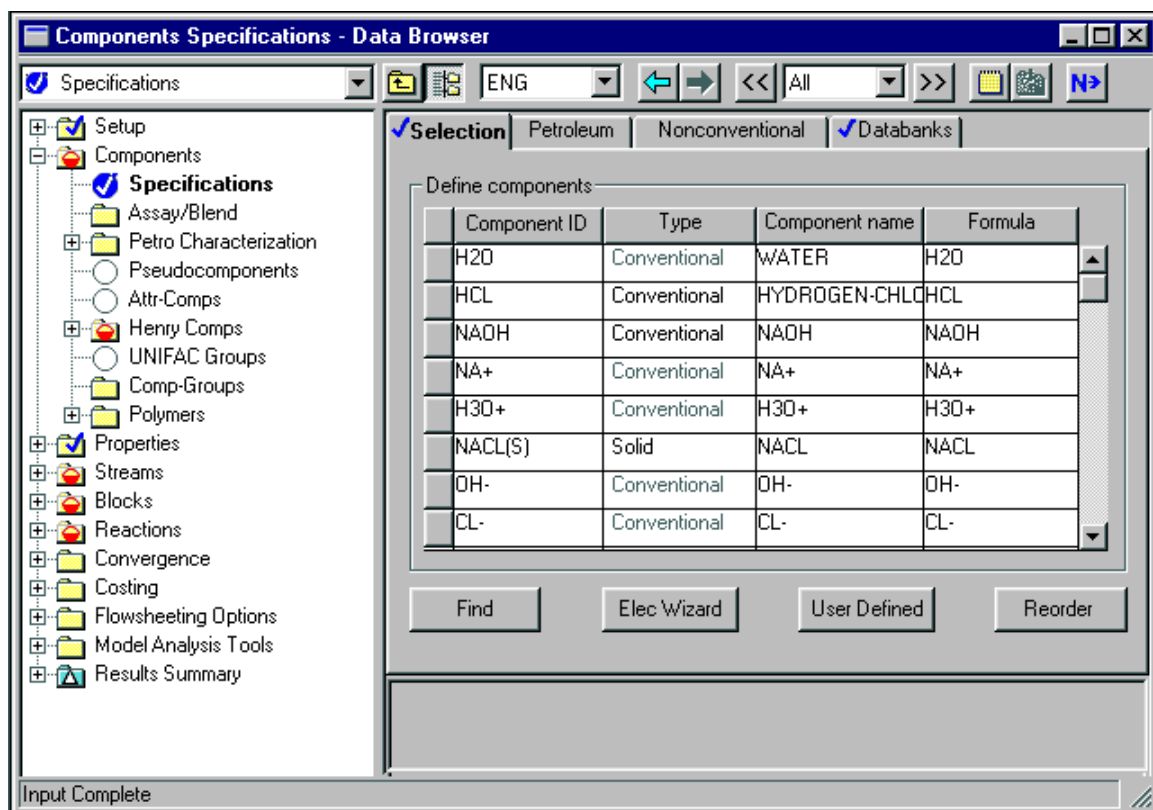 Components Specifications - Data Browser
Specifications ENG << All >> N>
Setup
Components
Specifications
Assay/Blend
Petro Characterization
Pseudocomponents
Attr-Comps
Henry Comps
UNIFAC Groups
Comp-Groups
Polymers
Properties
Streams
Blocks
Reactions
Convergence
Costing
Flowsheeting Options
Model Analysis Tools
Results Summary
Selection Petroleum Nonconventional Databanks
Define components
Component ID Type Component name Formula
H2O Conventional WATER H2O
HCL Conventional HYDROGEN-CHLO HCL
NAOH Conventional NAOH NAOH
NA+ Conventional NA+ NA+
H3O+ Conventional H3O+ H3O+
NACL(S) Solid NACL NACL
OH- Conventional OH- OH-
CL- Conventional CL- CL-
Find Elec Wizard User Defined Reorder
Input Complete